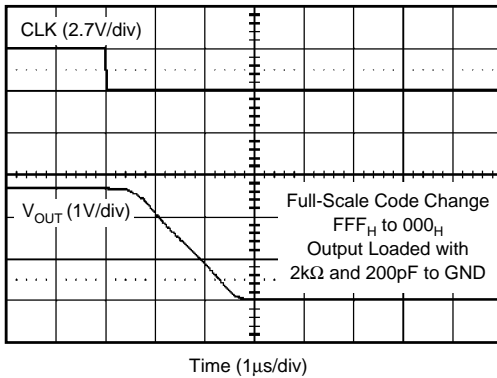 CLK (2.7V/div)
V_OUT (1V/div)
Full-Scale Code Change
FFF_H to 000_H
Output Loaded with
2kΩ and 200pF to GND
Time (1μs/div)